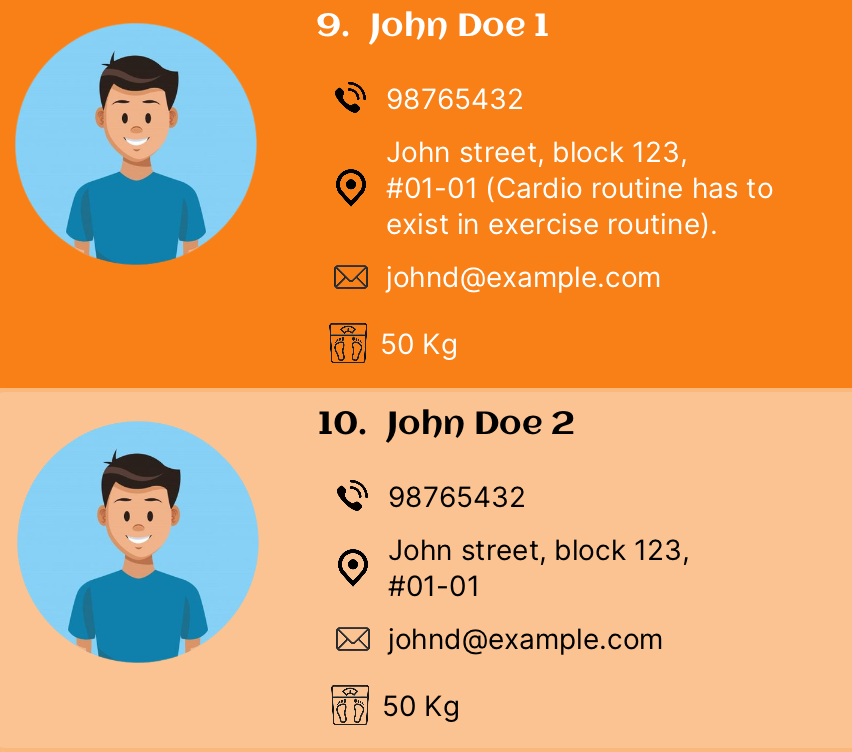 9. John Doe 1
98765432
John street, block 123,
#01-01 (Cardio routine has to
exist in exercise routine).
johnd@example.com
50 Kg
10. John Doe 2
98765432
John street, block 123,
#01-01
johnd@example.com
50 Kg